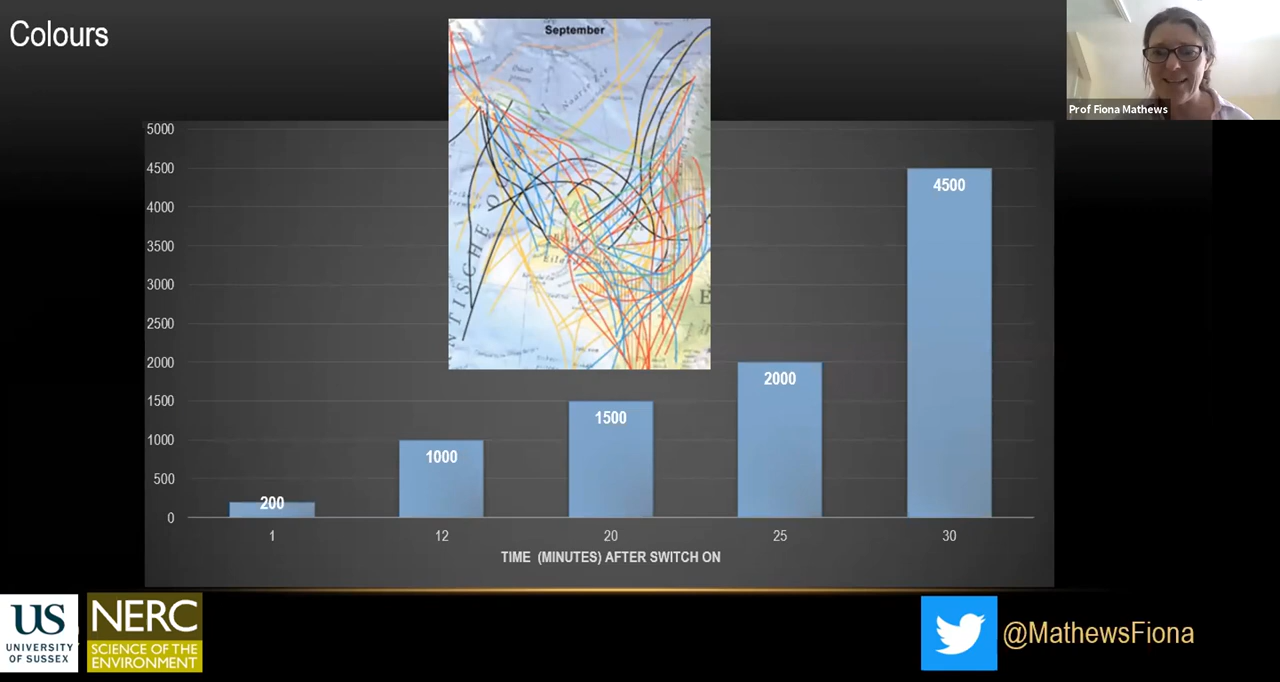 Colours
September
Prof Fiona Mathews
5000
4500
4000
3500
3000
2500
2000
1500
1000
500
0
200
1000
1500
2000
4500
1
12
20
25
30
TIME (MINUTES) AFTER SWITCH ON
US
UNIVERSITY
OF SUSSEX
NERC
SCIENCE OF THE
ENVIRONMENT
@MathewsFiona